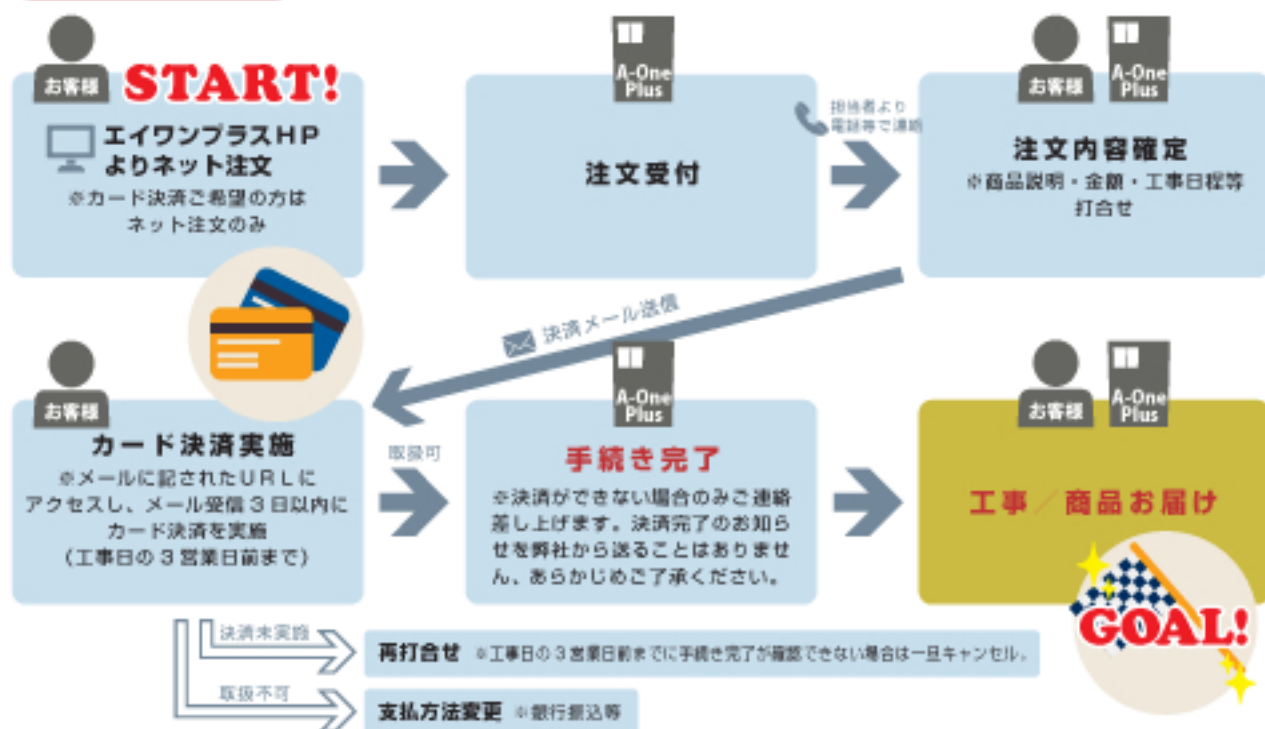 お客様
START!
エイワンプラスHP
よりネット注文
※カード決済ご希望の方は
ネット注文のみ
A-One
Plus
注文受付
担当者より
電話等で連絡
お客様
A-One
Plus
注文内容確定
※商品説明・金額・工事日程等
打合せ
決済メール送信
お客様
カード決済実施
※メールに記されたURLに
アクセスし、メール受信3日以内に
カード決済を実施
(工事日の3営業日前まで)
取扱可
A-One
Plus
手続き完了
※決済ができない場合のみご連絡
差し上げます。決済完了のお知ら
せを弊社から送ることはありませ
ん、あらかじめご了承ください。
お客様
A-One
Plus
工事/商品お届け
GOAL!
決済未実施
再打合せ ※工事日の3営業日前までに手続き完了が確認できない場合は一旦キャンセル。
取扱不可
支払方法変更 ※銀行振込等